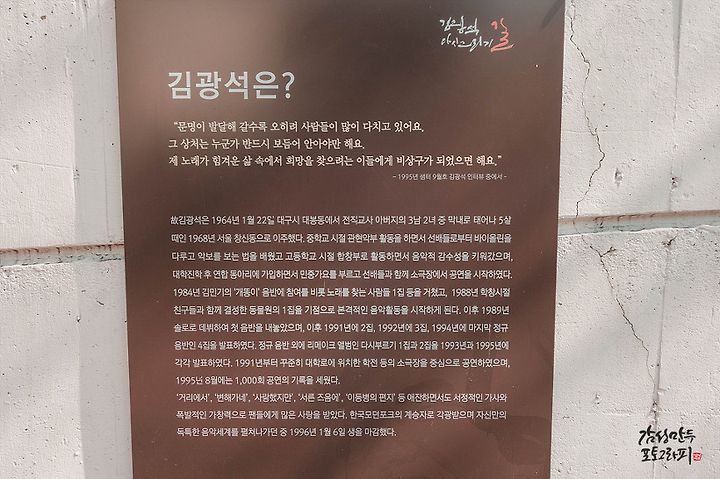 김광석
다시그리기 길
김광석은?
"문명이 발달해 갈수록 오히려 사람들이 많이 다치고 있어요.
그 상처는 누군가 반드시 보듬어 안아야만 해요.
제 노래가 힘겨운 삶 속에서 희망을 찾으려는 이들에게 비상구가 되었으면 해요."
- 1995년 샘터 9월호 김광석 인터뷰 중에서 -
故김광석은 1964년 1월 22일 대구시 대봉동에서 전직교사 아버지의 3남 2녀 중 막내로 태어나 5살
때인 1968년 서울 창신동으로 이주했다. 중학교 시절 관현악부 활동을 하면서 선배들로부터 바이올린을
다루고 악보를 보는 법을 배웠고 고등학교 시절 합창부로 활동하면서 음악적 감수성을 키워갔으며,
대학진학 후 연합 동아리에 가입하면서 민중가요를 부르고 선배들과 함께 소극장에서 공연을 시작하였다.
1984년 김민기의 '개똥이' 음반에 참여를 비롯 노래를 찾는 사람들 1집 등을 거쳤고, 1988년 학창시절
친구들과 함께 결성한 동물원의 1집을 기점으로 본격적인 음악활동을 시작하게 된다. 이후 1989년
솔로로 데뷔하여 첫 음반을 내놓았으며, 이후 1991년에 2집, 1992년에 3집, 1994년에 마지막 정규
음반인 4집을 발표하였다. 정규 음반 외에 리메이크 앨범인 다시부르기 1집과 2집을 1993년과 1995년에
각각 발표하였다. 1991년부터 꾸준히 대학로에 위치한 학전 등의 소극장을 중심으로 공연하였으며,
1995년 8월에는 1,000회 공연의 기록을 세웠다.
'거리에서', '변해가네', '사랑했지만', '서른 즈음에', '이등병의 편지' 등 애잔하면서도 서정적인 가사와
폭발적인 가창력으로 팬들에게 많은 사랑을 받았다. 한국모던포크의 계승자로 각광받으며 자신만의
독특한 음악세계를 펼쳐나가던 중 1996년 1월 6일 생을 마감했다.
감성만두
포토그라피